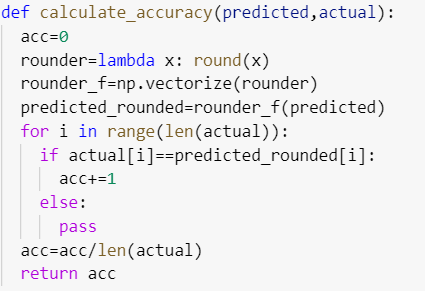 def calculate_accuracy(predicted,actual):
  acc=0
  rounder=lambda x: round(x)
  rounder_f=np.vectorize(rounder)
  predicted_rounded=rounder_f(predicted)
  for i in range(len(actual)):
    if actual[i]==predicted_rounded[i]:
      acc+=1
    else:
      pass
  acc=acc/len(actual)
  return acc